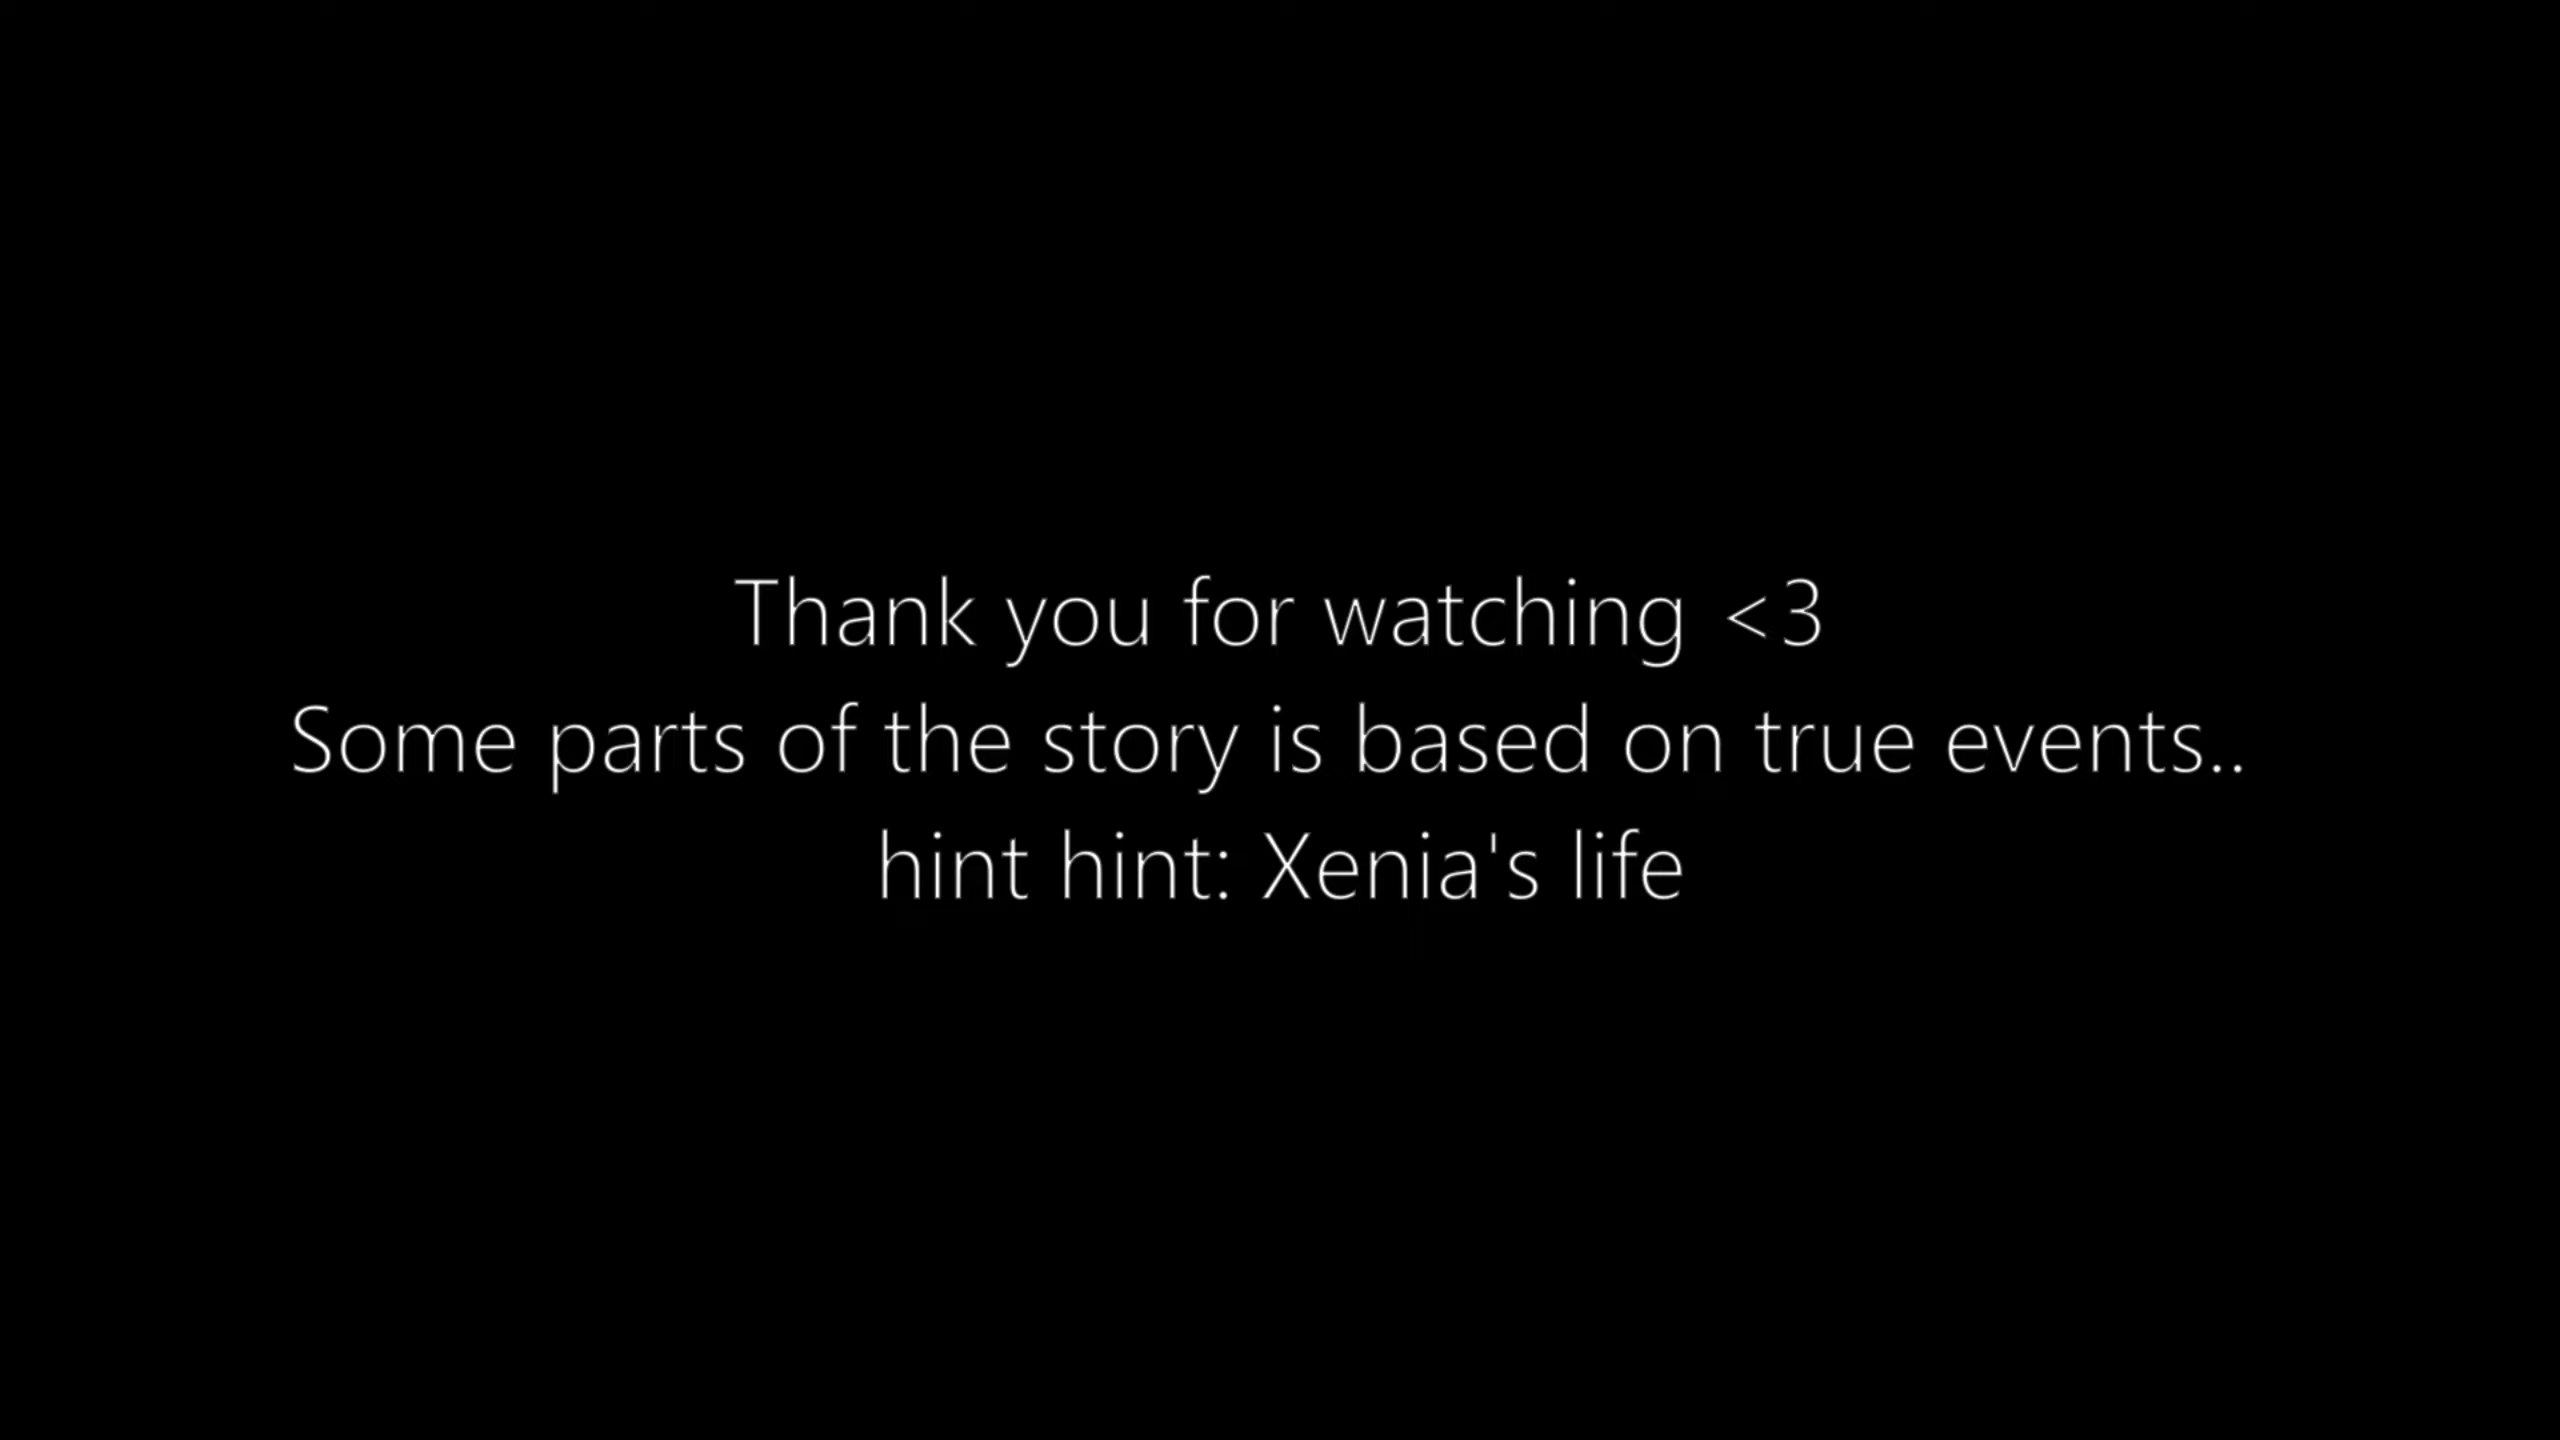 Thank you for watching <3
Some parts of the story is based on true events..
hint hint: Xenia's life